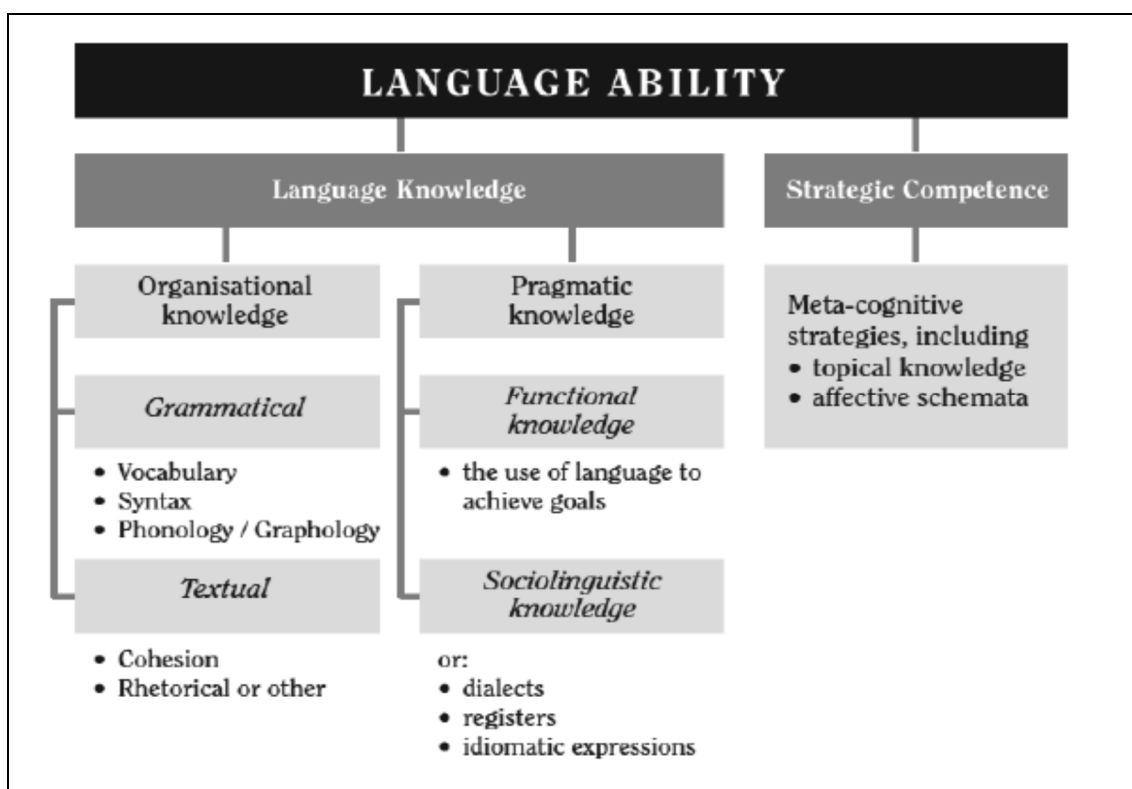 LANGUAGE ABILITY
Language Knowledge
Strategic Competence
Organisational
knowledge
Pragmatic
knowledge
Meta-cognitive
strategies, including
• topical knowledge
• affective schemata
Grammatical
Functional
knowledge
• Vocabulary
• Syntax
• Phonology / Graphology
• the use of language to
achieve goals
Textual
Sociolinguistic
knowledge
• Cohesion
• Rhetorical or other
or:
• dialects
• registers
• idiomatic expressions